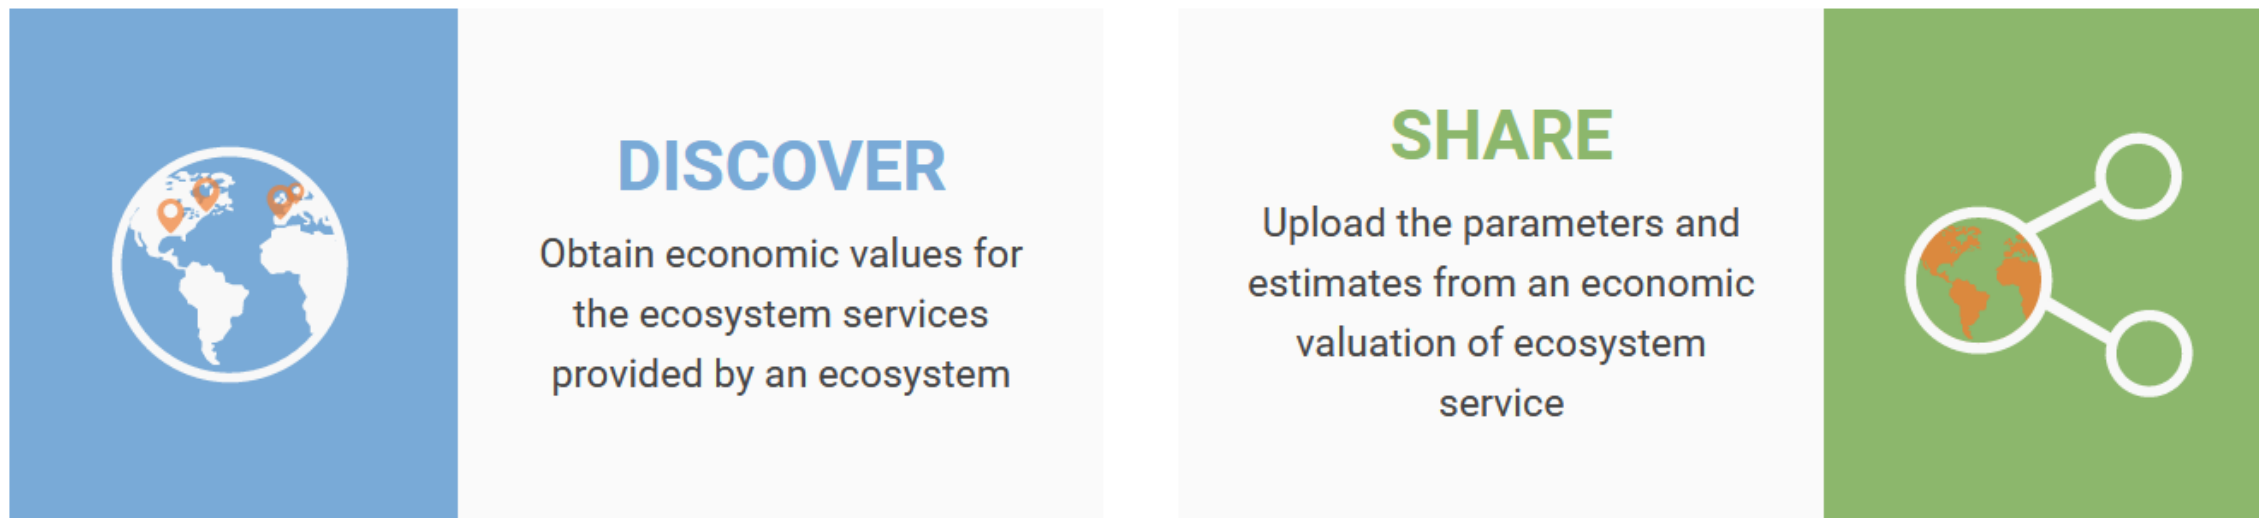 DISCOVER
Obtain economic values for
the ecosystem services
provided by an ecosystem
SHARE
Upload the parameters and
estimates from an economic
valuation of ecosystem
service